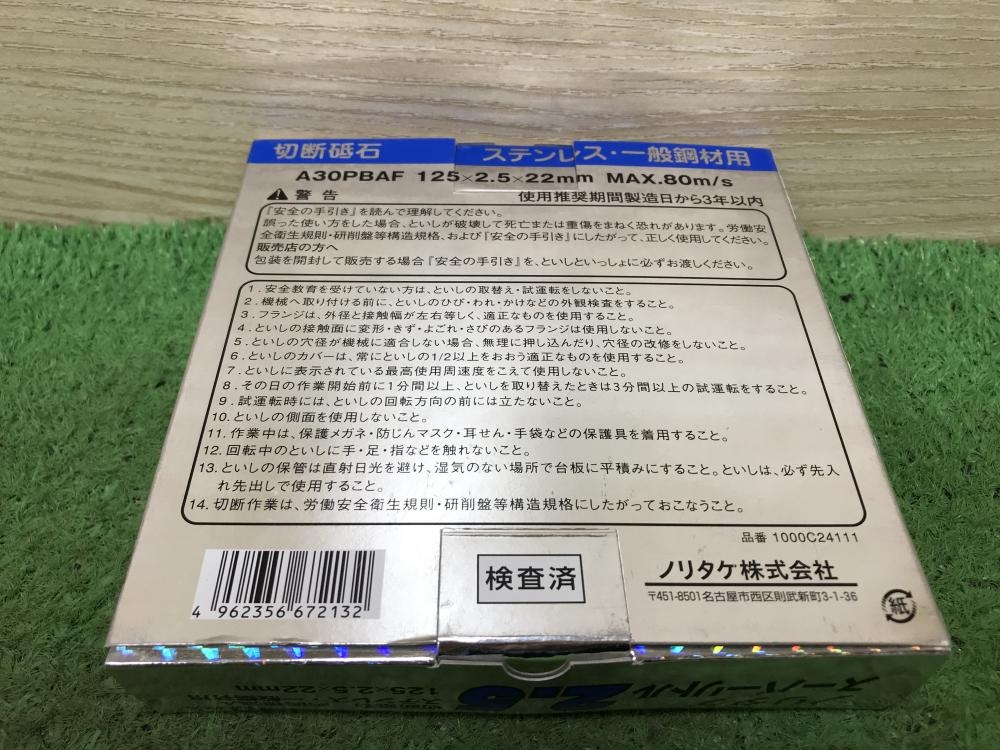 切断砥石 ステンレス・一般鋼材用
A30PBAF 125×2.5×22mm MAX.80m/s
警告 使用推奨期間製造日から3年以内
『安全の手引き』を読んで理解してください。
誤った使い方をした場合、といしが破壊して死亡または重傷をまねく恐れがあります。労働安
全衛生規則・研削盤等構造規格、および『安全の手引き』にしたがって、正しく使用してください。
販売店の方へ
包装を開封して販売する場合『安全の手引き』を、といしといっしょに必ずお渡しください。
1. 安全教育を受けていない方は、といしの取替え・試運転をしないこと。
2. 機械へ取り付ける前に、といしのひび・われ・かけなどの外観検査をすること。
3. フランジは、外径と接触幅が左右等しく、適正なものを使用すること。
4. といしの接触面に変形・きず・よごれ・さびのあるフランジは使用しないこと。
5. といしの穴径が機械に適合しない場合、無理に押し込んだり、穴径の改修をしないこと。
6. といしのカバーは、常にといしの1/2以上をおおう適正なものを使用すること。
7. といしに表示されている最高使用周速度をこえて使用しないこと。
8. その日の作業開始前に1分間以上、といしを取り替えたときは3分間以上の試運転をすること。
9. 試運転時には、といしの回転方向の前には立たないこと。
10. といしの側面を使用しないこと。
11. 作業中は、保護メガネ・防じんマスク・耳せん・手袋などの保護具を着用すること。
12. 回転中のといしに手・足・指などを触れないこと。
13. といしの保管は直射日光を避け、湿気のない場所で台板に平積みにすること。といしは、必ず先入
れ先出しで使用すること。
14. 切断作業は、労働安全衛生規則・研削盤等構造規格にしたがっておこなうこと。
品番 1000C24111
4 962356 672132
検査済
ノリタケ株式会社
〒451-8501名古屋市西区則武新町3-1-36
紙
スーパーリトル2.5
125×2.5×22mm